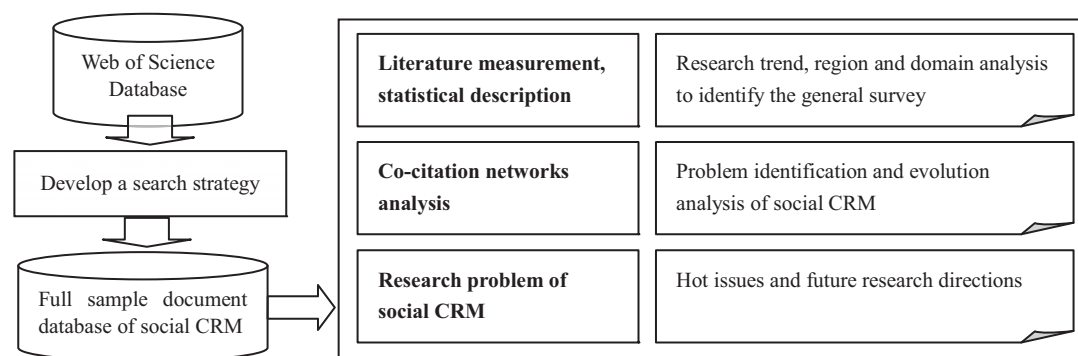 Web of Science
Database
Develop a search strategy
Full sample document
database of social CRM
Literature measurement,
statistical description
Research trend, region and domain analysis
to identify the general survey
Co-citation networks
analysis
Problem identification and evolution
analysis of social CRM
Research problem of
social CRM
Hot issues and future research directions